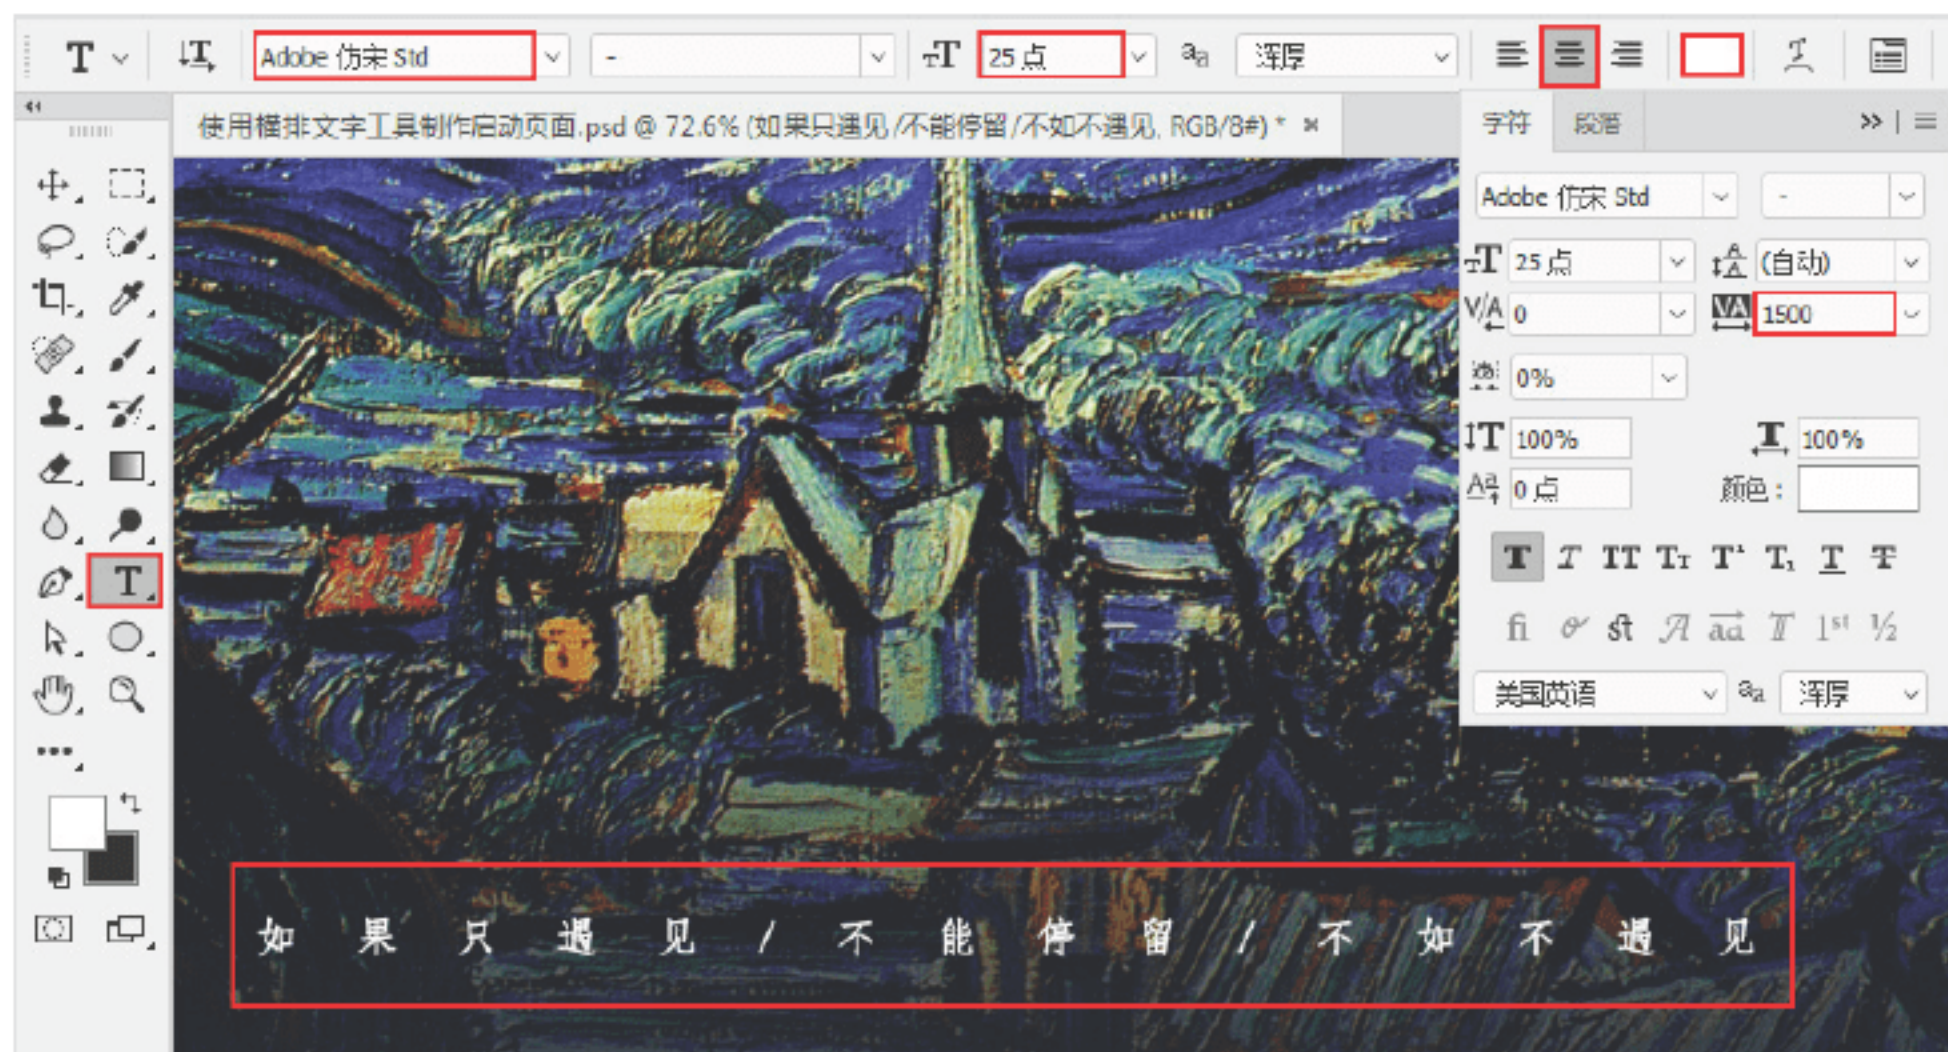 Adobe 仿宋 Std
-
25 点
浑厚
使用横排文字工具制作启动页面.psd @ 72.6% (如果只遇见/不能停留/不如不遇见, RGB/8#) *
字符 段落
Adobe 仿宋 Std
-
25 点
(自动)
0
1500
0%
100%
100%
0 点
颜色：
美国英语
浑厚
如果只遇见/不能停留/不如不遇见